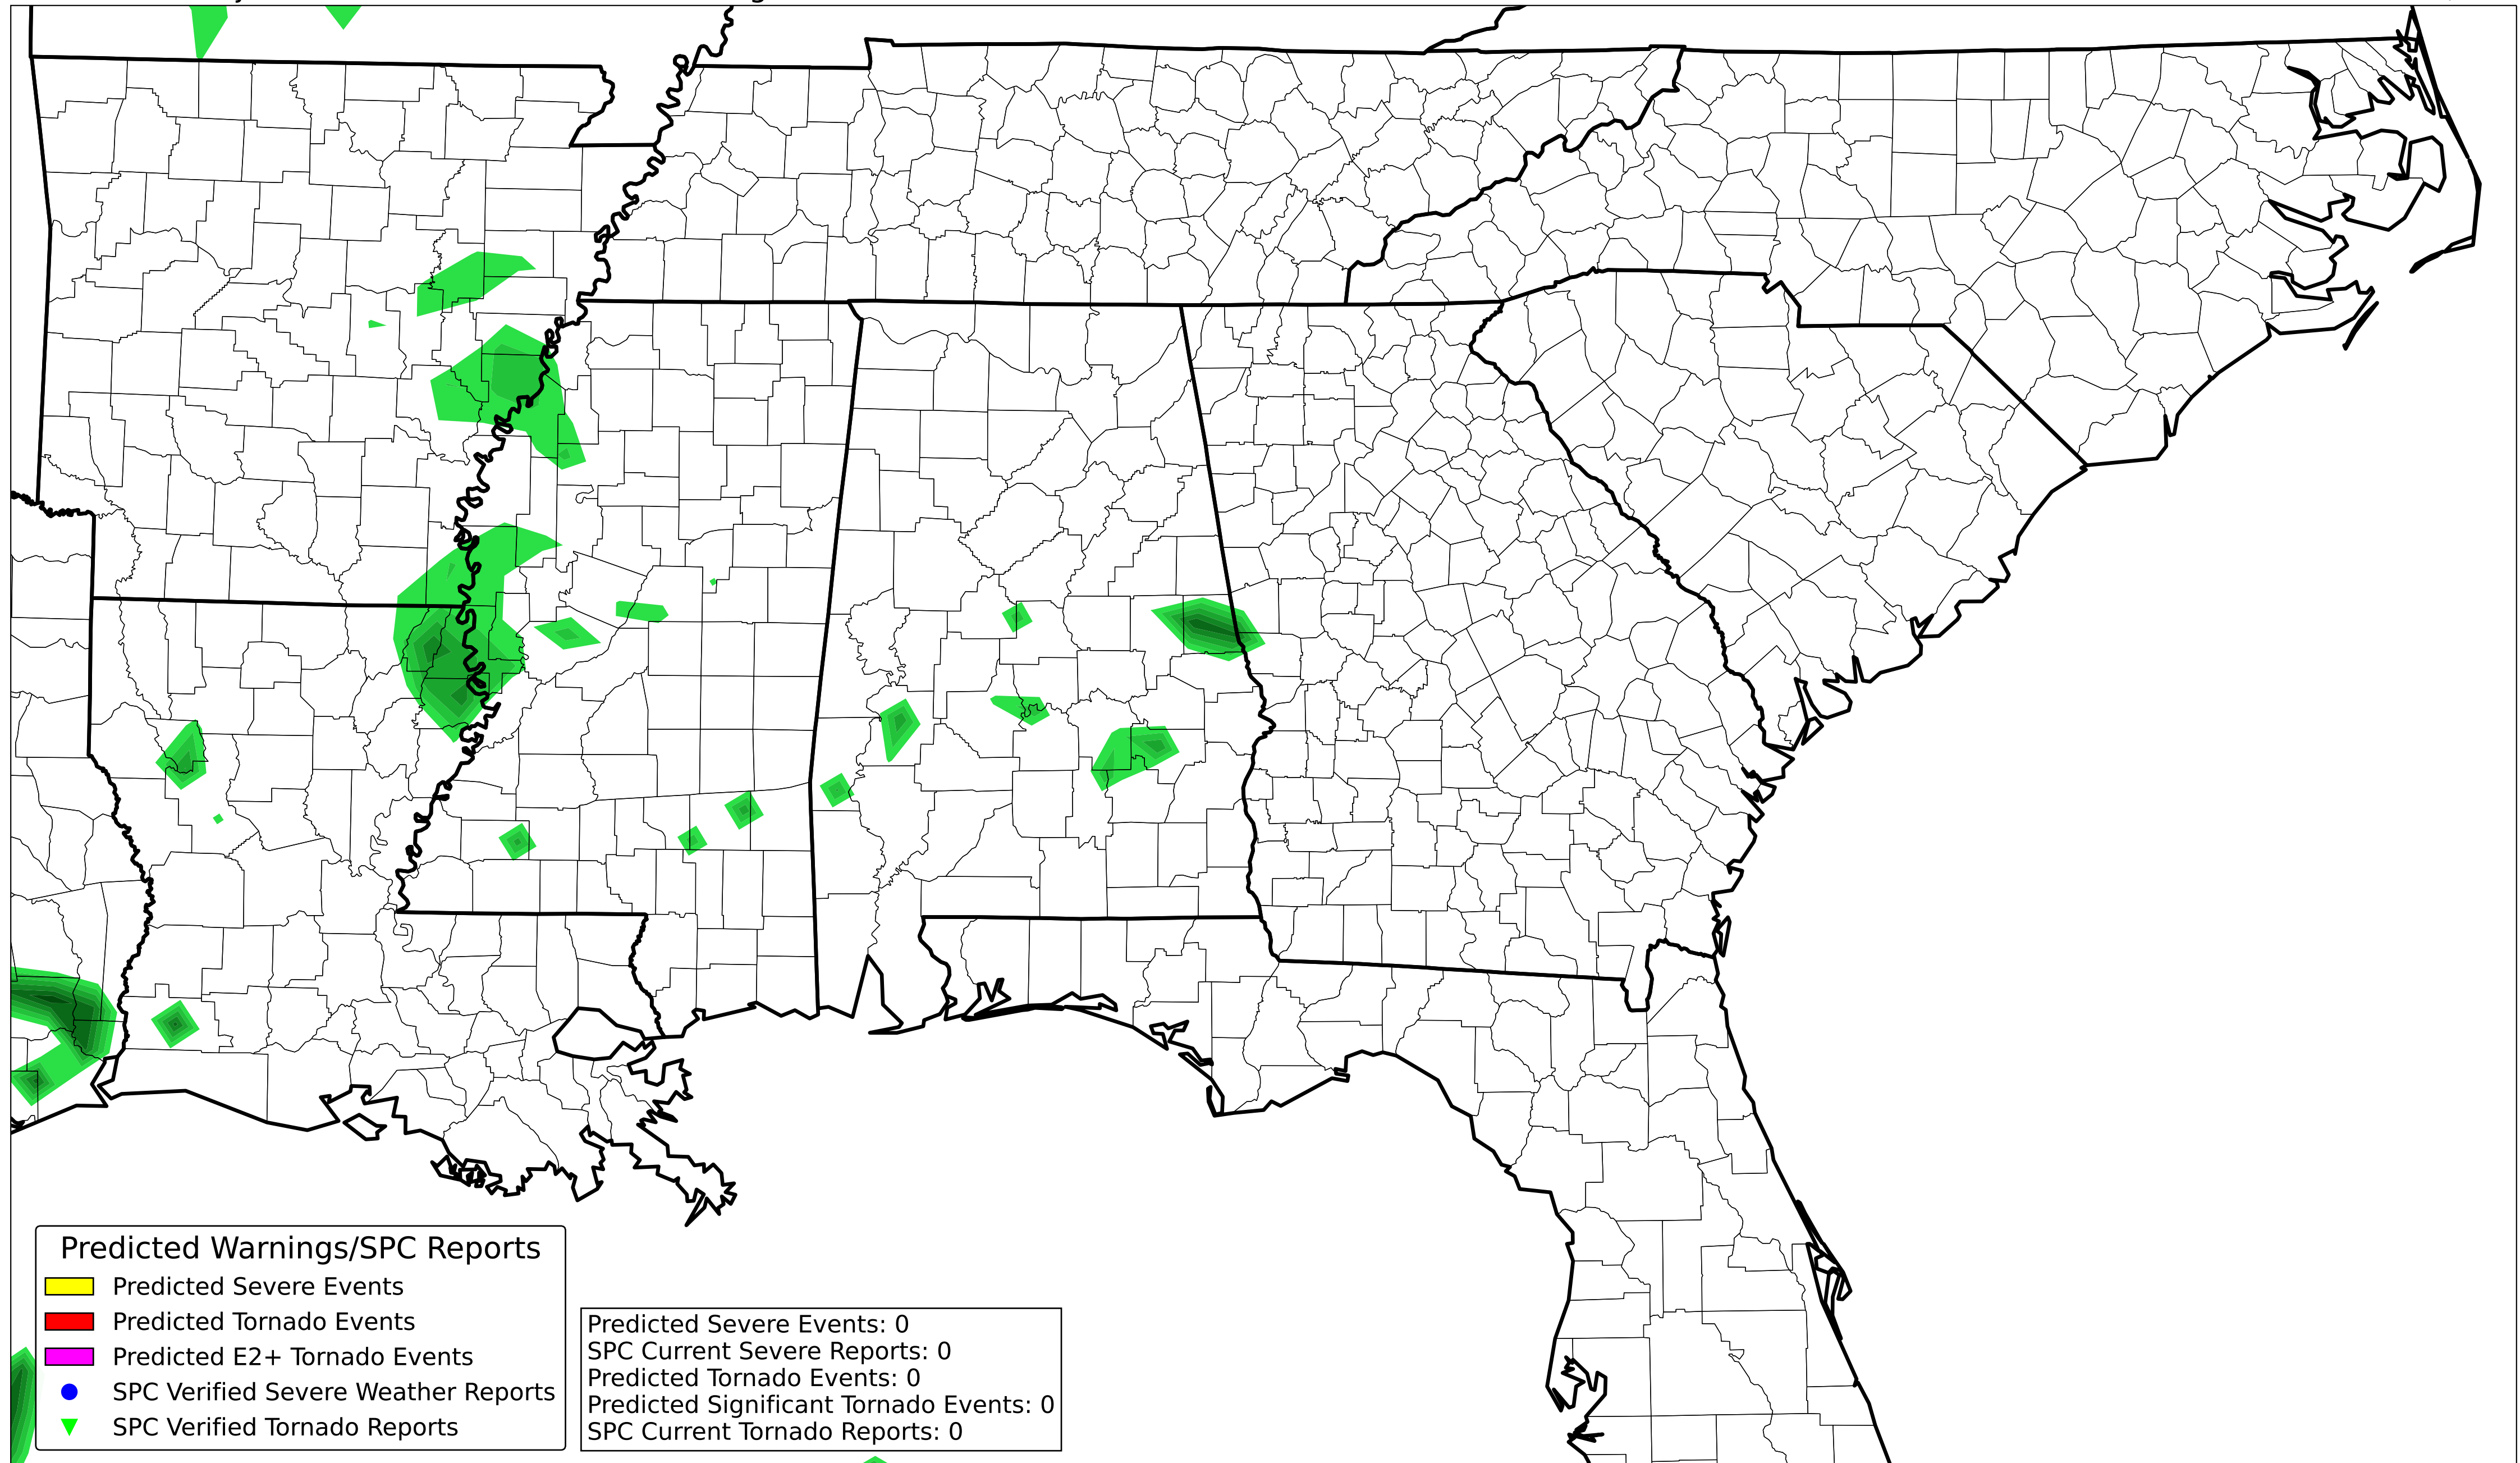 Predicted Warnings/SPC Reports
Predicted Severe Events
Predicted Tornado Events
Predicted E2+ Tornado Events
SPC Verified Severe Weather Reports
SPC Verified Tornado Reports
Predicted Severe Events: 0
SPC Current Severe Reports: 0
Predicted Tornado Events: 0
Predicted Significant Tornado Events: 0
SPC Current Tornado Reports: 0